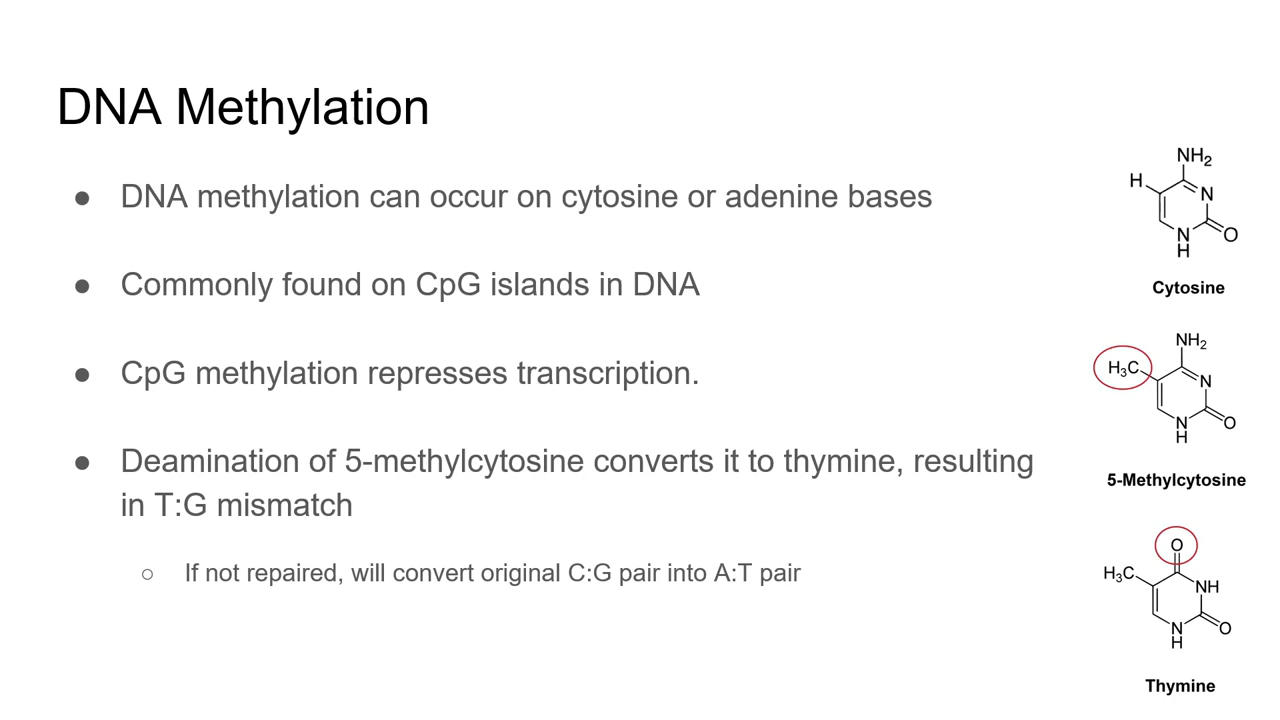 DNA Methylation
● DNA methylation can occur on cytosine or adenine bases
● Commonly found on CpG islands in DNA
● CpG methylation represses transcription.
● Deamination of 5-methylcytosine converts it to thymine, resulting
in T:G mismatch
○ If not repaired, will convert original C:G pair into A:T pair
NH₂
H
N
N
H
O
Cytosine
NH₂
H₃C
N
N
H
O
5-Methylcytosine
O
H₃C
NH
N
H
O
Thymine